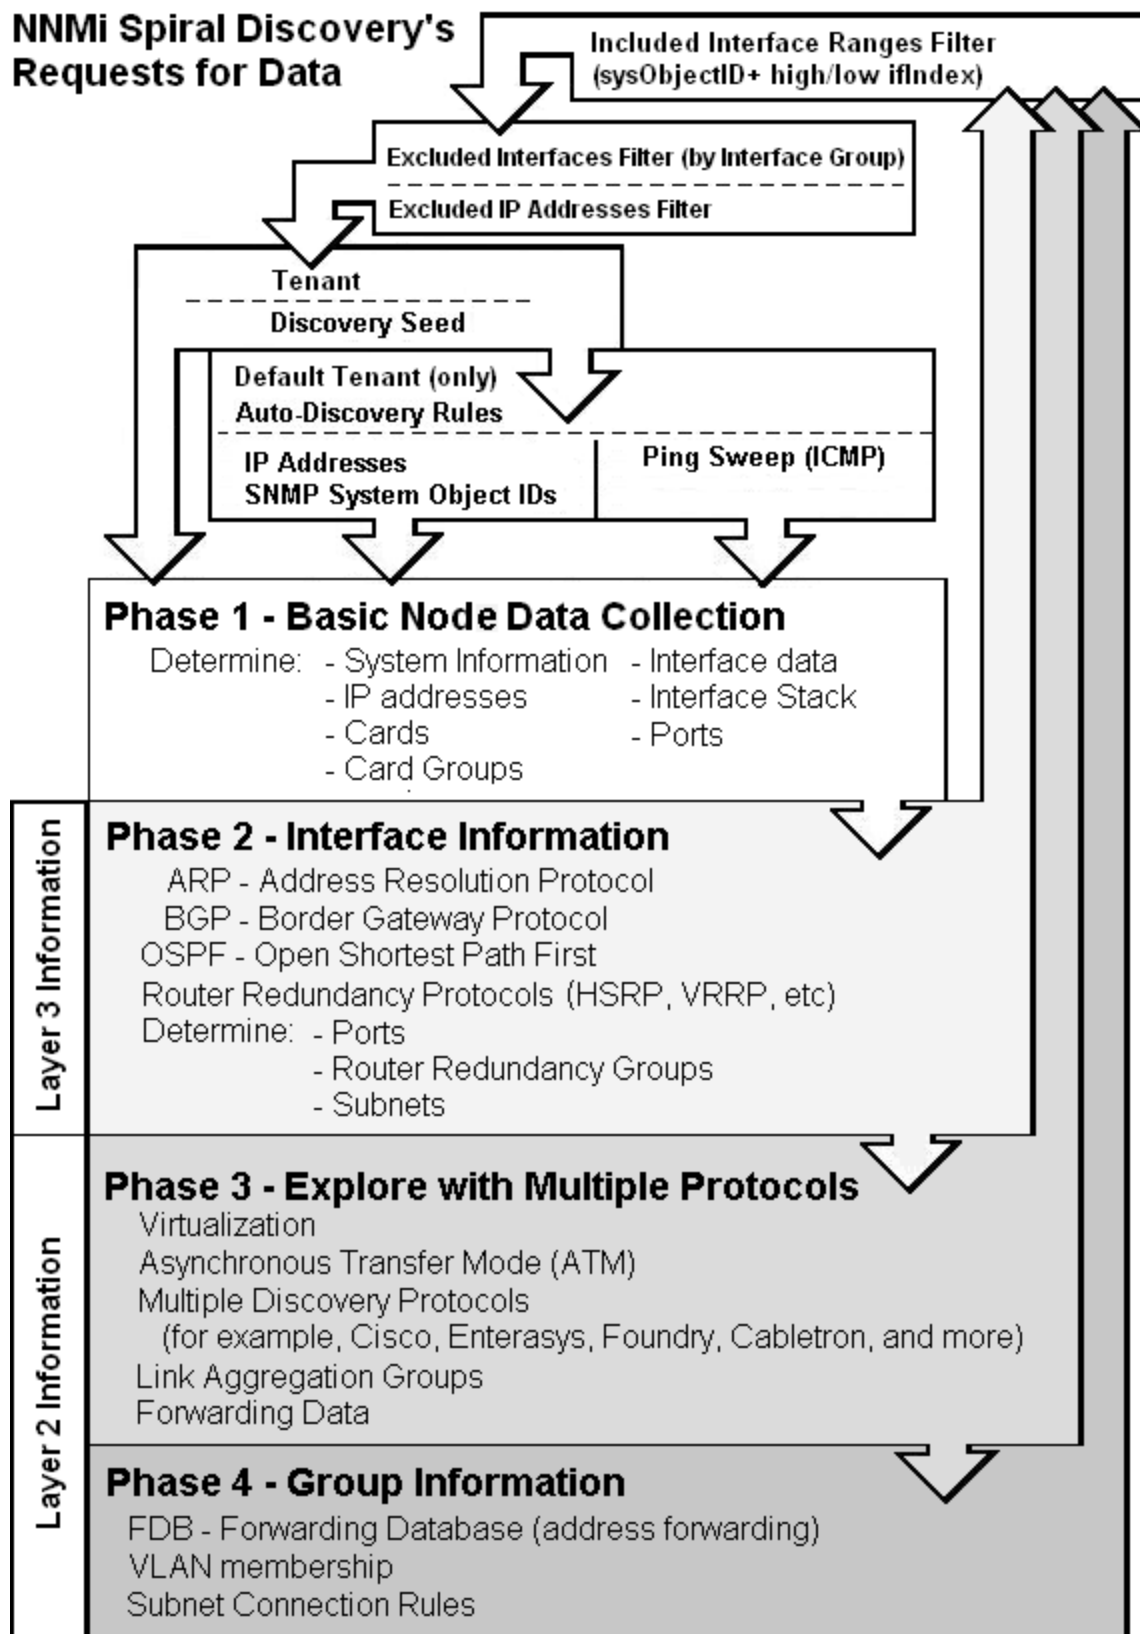 NNMi Spiral Discovery's
Requests for Data
Included Interface Ranges Filter
(sysObjectID+ high/low ifIndex)
Excluded Interfaces Filter (by Interface Group)
Excluded IP Addresses Filter
Tenant
Discovery Seed
Default Tenant (only)
Auto-Discovery Rules
IP Addresses
SNMP System Object IDs
Ping Sweep (ICMP)
Phase 1 - Basic Node Data Collection
Determine: - System Information - Interface data
- IP addresses - Interface Stack
- Cards - Ports
- Card Groups
Layer 3 Information
Phase 2 - Interface Information
ARP - Address Resolution Protocol
BGP - Border Gateway Protocol
OSPF - Open Shortest Path First
Router Redundancy Protocols (HSRP, VRRP, etc)
Determine: - Ports
- Router Redundancy Groups
- Subnets
Layer 2 Information
Phase 3 - Explore with Multiple Protocols
Virtualization
Asynchronous Transfer Mode (ATM)
Multiple Discovery Protocols
(for example, Cisco, Enterasys, Foundry, Cabletron, and more)
Link Aggregation Groups
Forwarding Data
Phase 4 - Group Information
FDB - Forwarding Database (address forwarding)
VLAN membership
Subnet Connection Rules